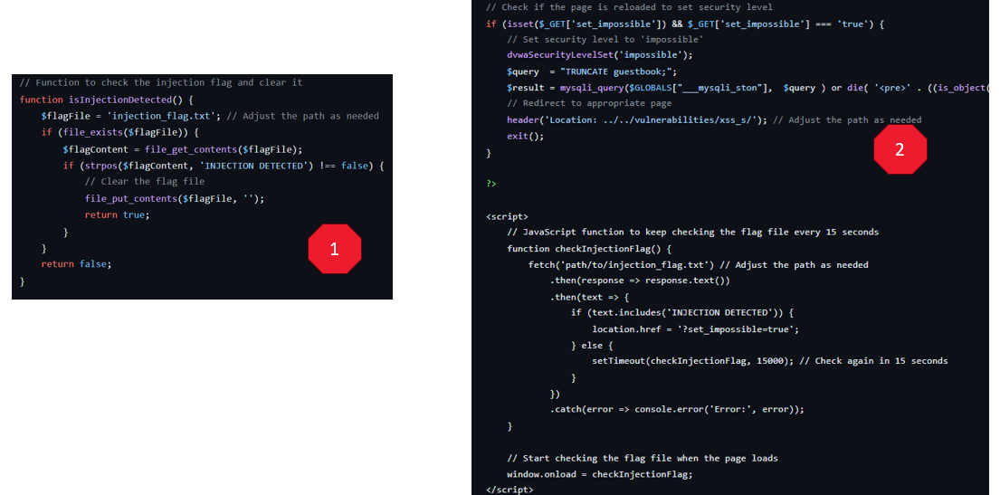 // Function to check the injection flag and clear it
function isInjectionDetected() {
    $flagFile = 'injection_flag.txt'; // Adjust the path as needed
    if (file_exists($flagFile)) {
        $flagContent = file_get_contents($flagFile);
        if (strpos($flagContent, 'INJECTION DETECTED') !== false) {
            // Clear the flag file
            file_put_contents($flagFile, '');
            return true;
        }
    }
    return false;
}
1
// Check if the page is reloaded to set security level
if (isset($_GET['set_impossible']) && $_GET['set_impossible'] === 'true') {
    // Set security level to 'impossible'
    dvwaSecurityLevelSet('impossible');
    $query  = "TRUNCATE guestbook;";
    $result = mysqli_query($GLOBALS["___mysqli_ston"],  $query ) or die( '<pre>' . ((is_object(
    // Redirect to appropriate page
    header('Location: ../../vulnerabilities/xss_s/'); // Adjust the path as needed
    exit();
}
2
?>
<script>
    // JavaScript function to keep checking the flag file every 15 seconds
    function checkInjectionFlag() {
        fetch('path/to/injection_flag.txt') // Adjust the path as needed
            .then(response => response.text())
            .then(text => {
                if (text.includes('INJECTION DETECTED')) {
                    location.href = '?set_impossible=true';
                } else {
                    setTimeout(checkInjectionFlag, 15000); // Check again in 15 seconds
                }
            })
            .catch(error => console.error('Error:', error));
    }
    // Start checking the flag file when the page loads
    window.onload = checkInjectionFlag;
</script>